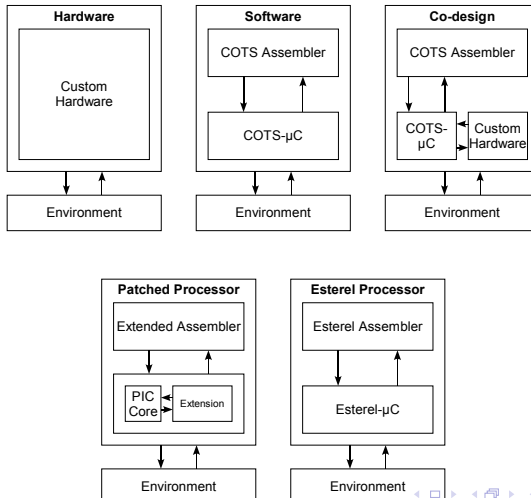 Hardware
Custom
Hardware
Environment
Software
COTS Assembler
COTS-µC
Environment
Co-design
COTS Assembler
COTS-
µC
Custom
Hardware
Environment
Patched Processor
Extended Assembler
PIC
Core
Extension
Environment
Esterel Processor
Esterel Assembler
Esterel-µC
Environment